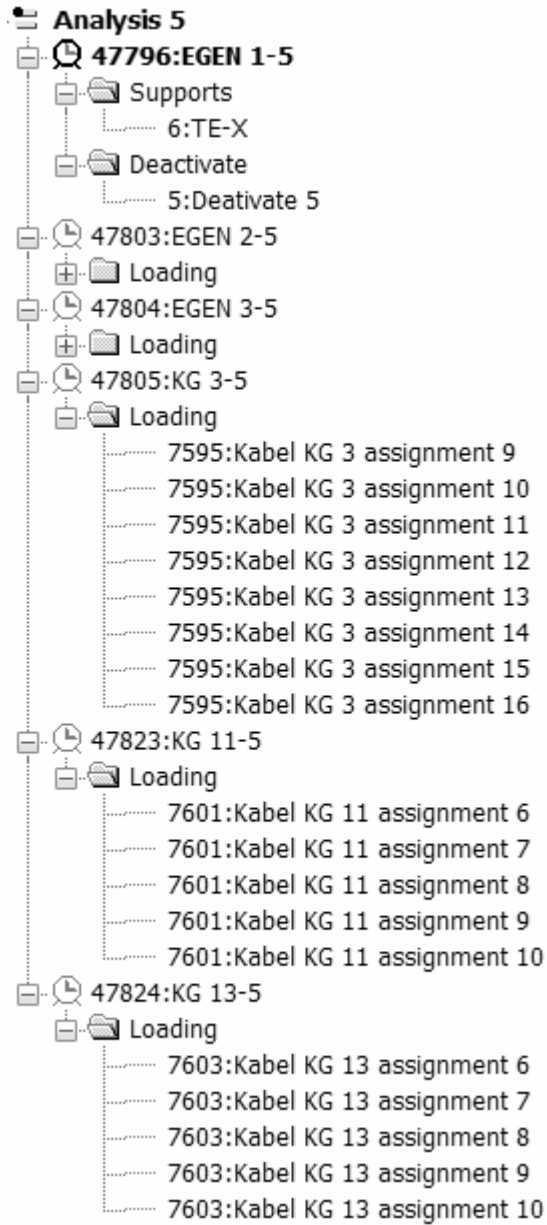 Analysis 5
47796:EGEN 1-5
Supports
6:TE-X
Deactivate
5:Deativate 5
47803:EGEN 2-5
Loading
47804:EGEN 3-5
Loading
47805:KG 3-5
Loading
7595:Kabel KG 3 assignment 9
7595:Kabel KG 3 assignment 10
7595:Kabel KG 3 assignment 11
7595:Kabel KG 3 assignment 12
7595:Kabel KG 3 assignment 13
7595:Kabel KG 3 assignment 14
7595:Kabel KG 3 assignment 15
7595:Kabel KG 3 assignment 16
47823:KG 11-5
Loading
7601:Kabel KG 11 assignment 6
7601:Kabel KG 11 assignment 7
7601:Kabel KG 11 assignment 8
7601:Kabel KG 11 assignment 9
7601:Kabel KG 11 assignment 10
47824:KG 13-5
Loading
7603:Kabel KG 13 assignment 6
7603:Kabel KG 13 assignment 7
7603:Kabel KG 13 assignment 8
7603:Kabel KG 13 assignment 9
7603:Kabel KG 13 assignment 10